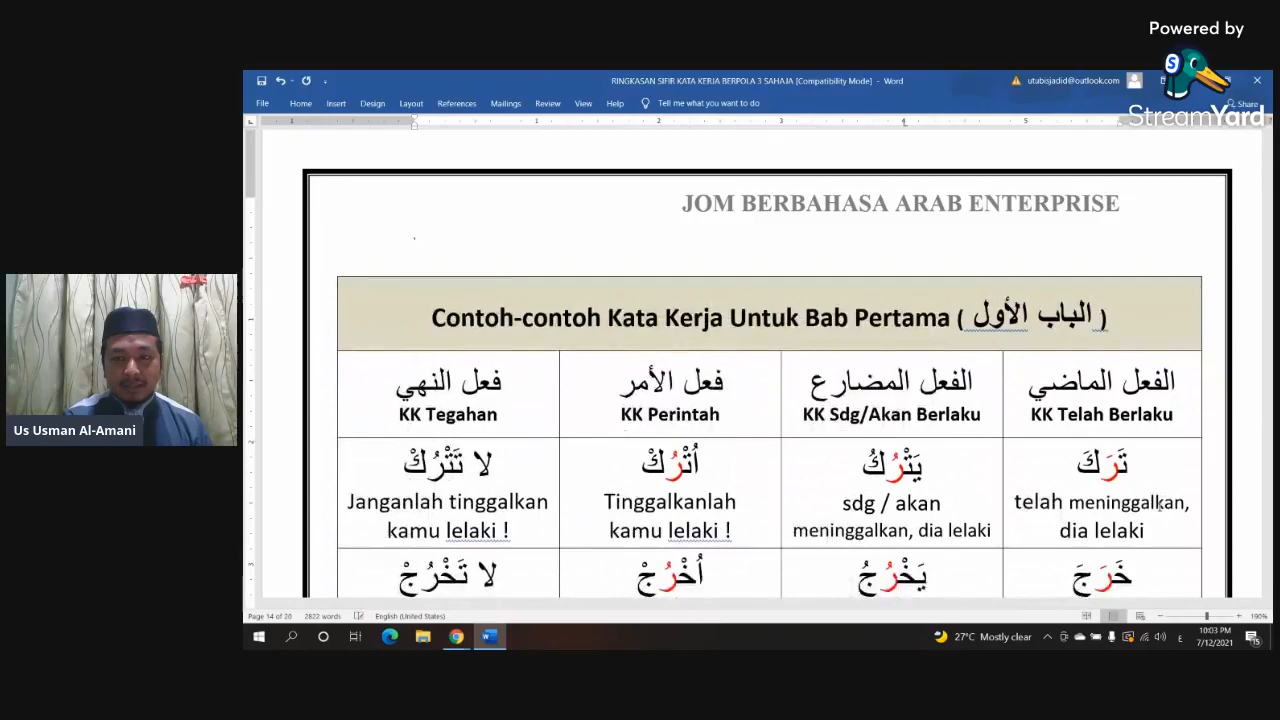 Powered by
StreamYard
RINGKASAN SIFIR KATA KERJA BERPOLA 3 SAHAJA [Compatibility Mode] - Word
utubisjadid@outlook.com
File Home Insert Design Layout References Mailings Review View Help Tell me what you want to do
Share
JOM BERBAHASA ARAB ENTERPRISE
Contoh-contoh Kata Kerja Untuk Bab Pertama ( الباب الأول )
الفعل الماضي
KK Telah Berlaku
الفعل المضارع
KK Sdg/Akan Berlaku
فعل الأمر
KK Perintah
فعل النهي
KK Tegahan
تَرَكَ
telah meninggalkan,
dia lelaki
يَتْرُكُ
sdg / akan
meninggalkan, dia lelaki
اُتْرُكْ
Tinggalkanlah
kamu lelaki !
لا تَتْرُكْ
Janganlah tinggalkan
kamu lelaki !
خَرَجَ
يَخْرُجُ
اُخْرُجْ
لا تَخْرُجْ
Us Usman Al-Amani
Page 14 of 20 2822 words English (United States) 190%
27°C Mostly clear
10:03 PM
7/12/2021